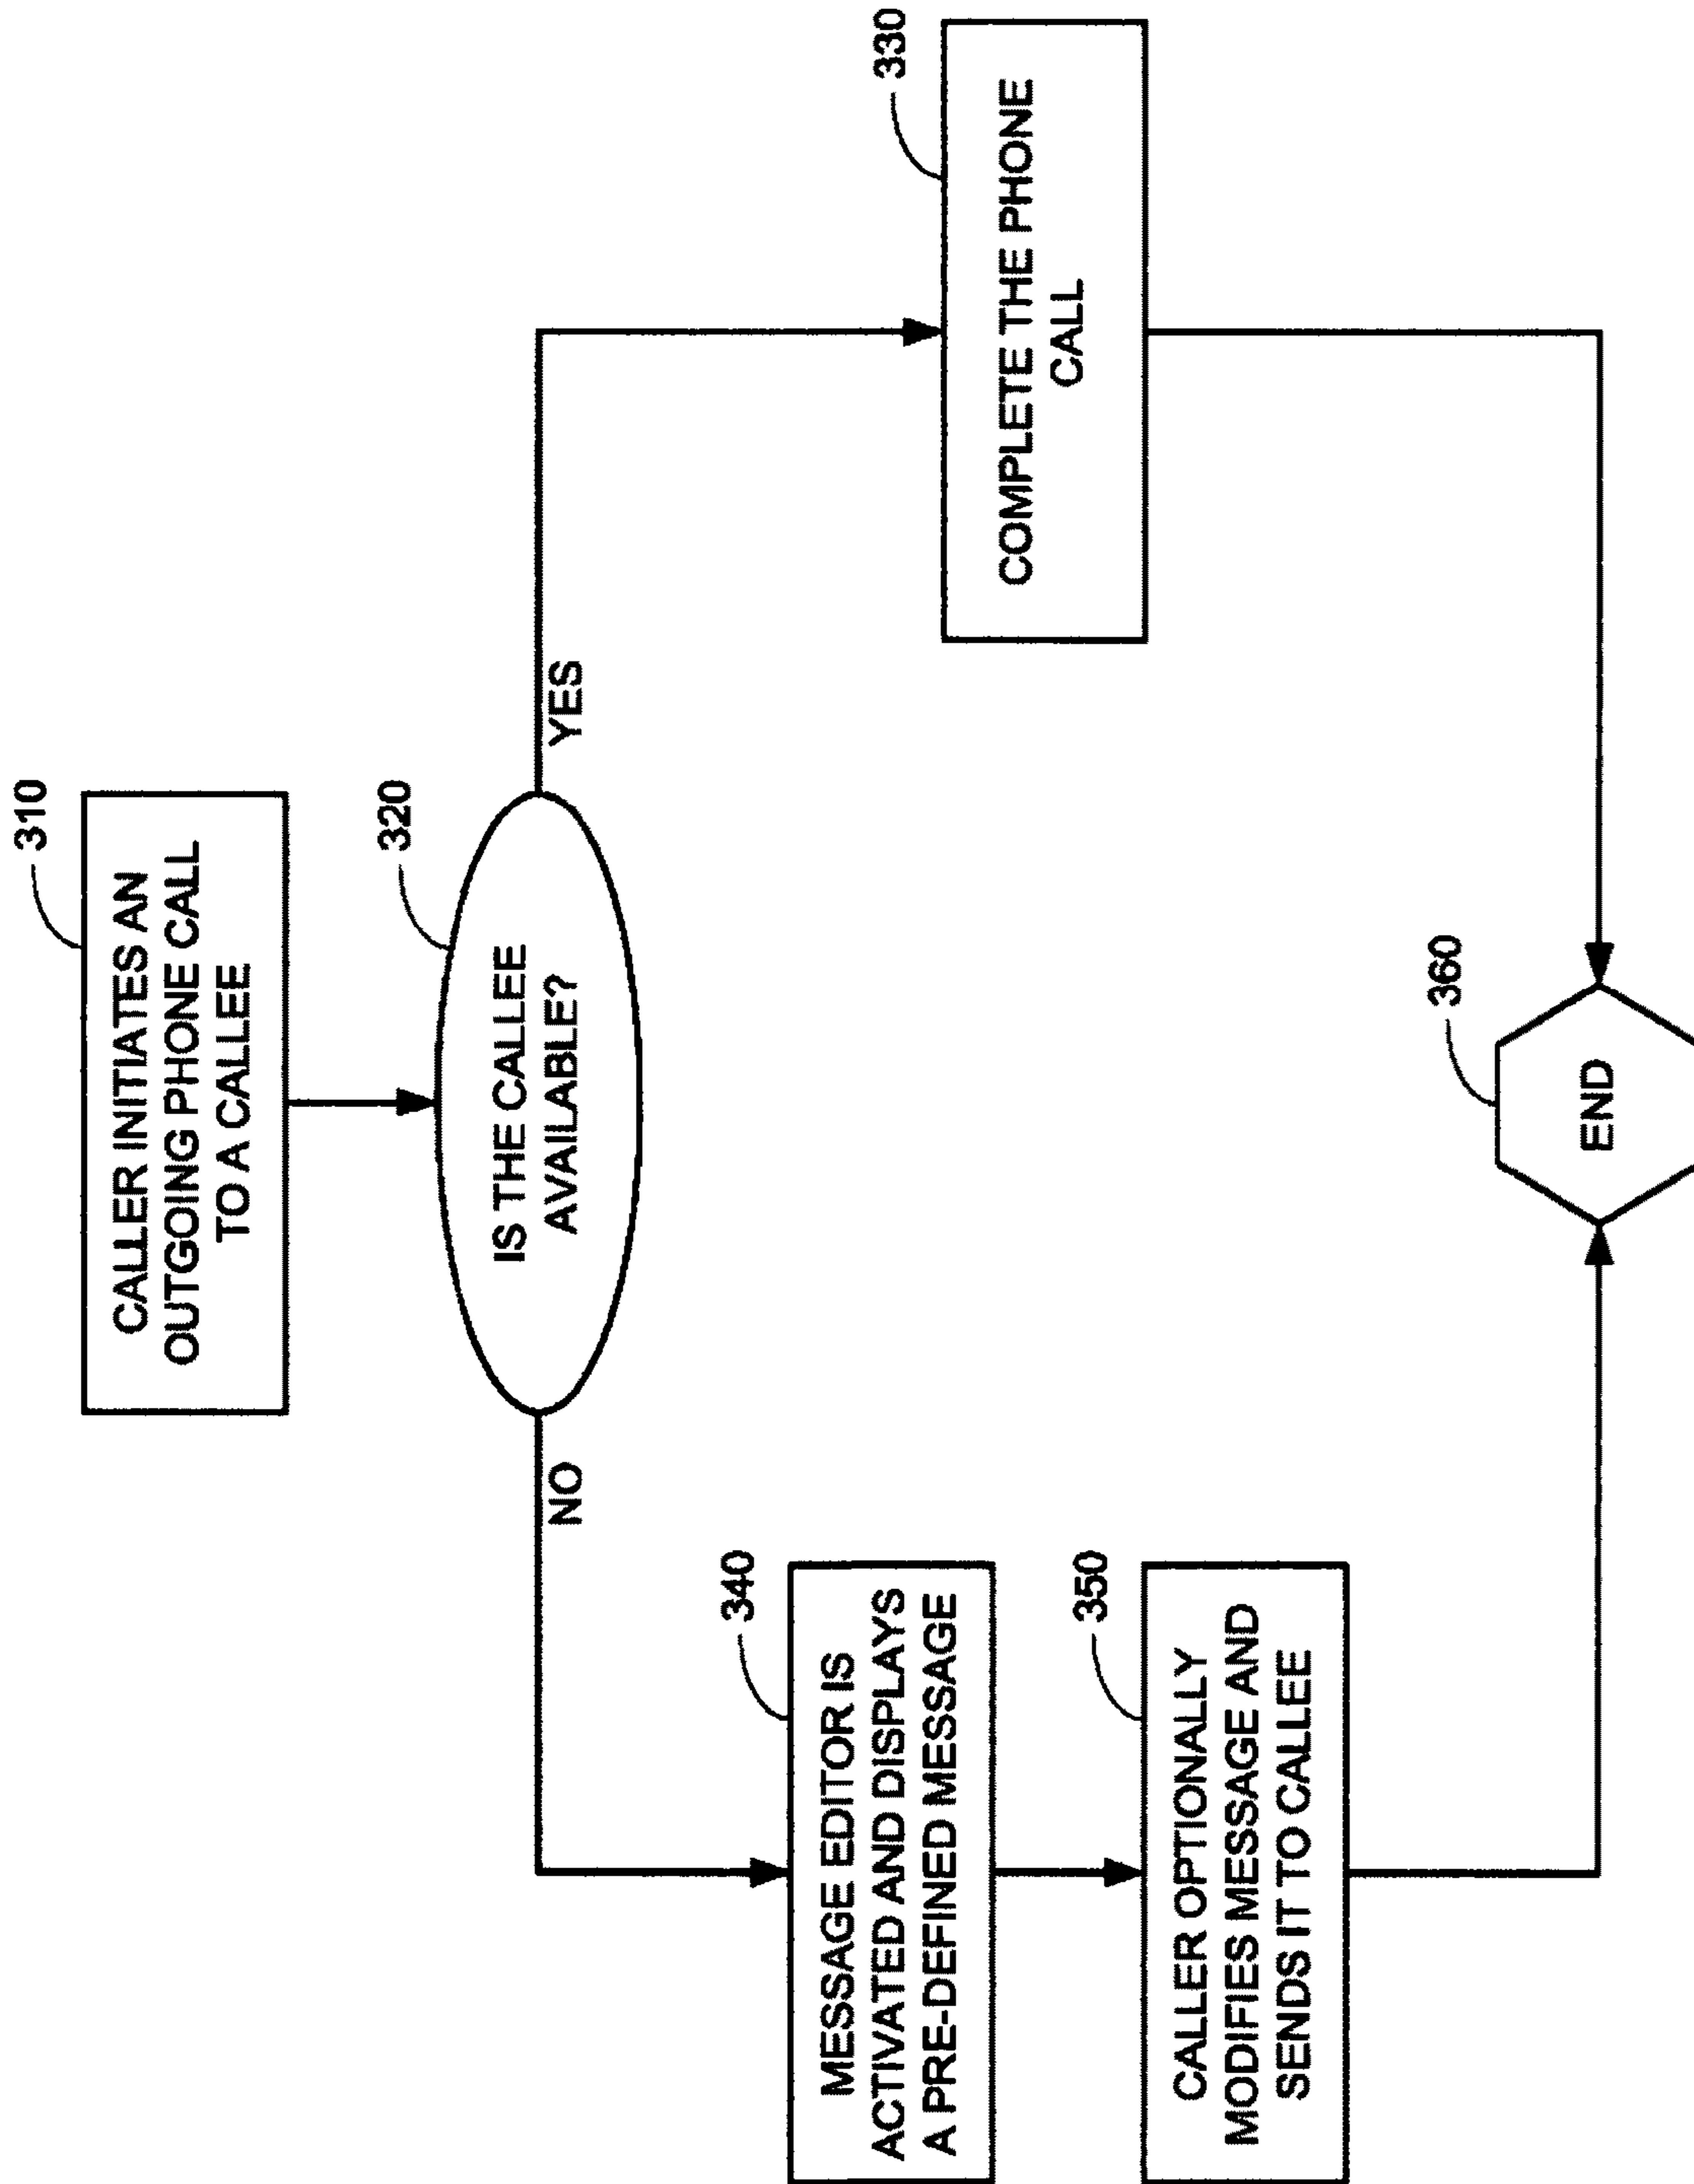 310
CALLER INITIATES AN
OUTGOING PHONE CALL
TO A CALLEE
320
IS THE CALLEE
AVAILABLE?
NO
YES
340
MESSAGE EDITOR IS
ACTIVATED AND DISPLAYS
A PRE-DEFINED MESSAGE
330
COMPLETE THE PHONE
CALL
350
CALLER OPTIONALLY
MODIFIES MESSAGE AND
SENDS IT TO CALLEE
360
END